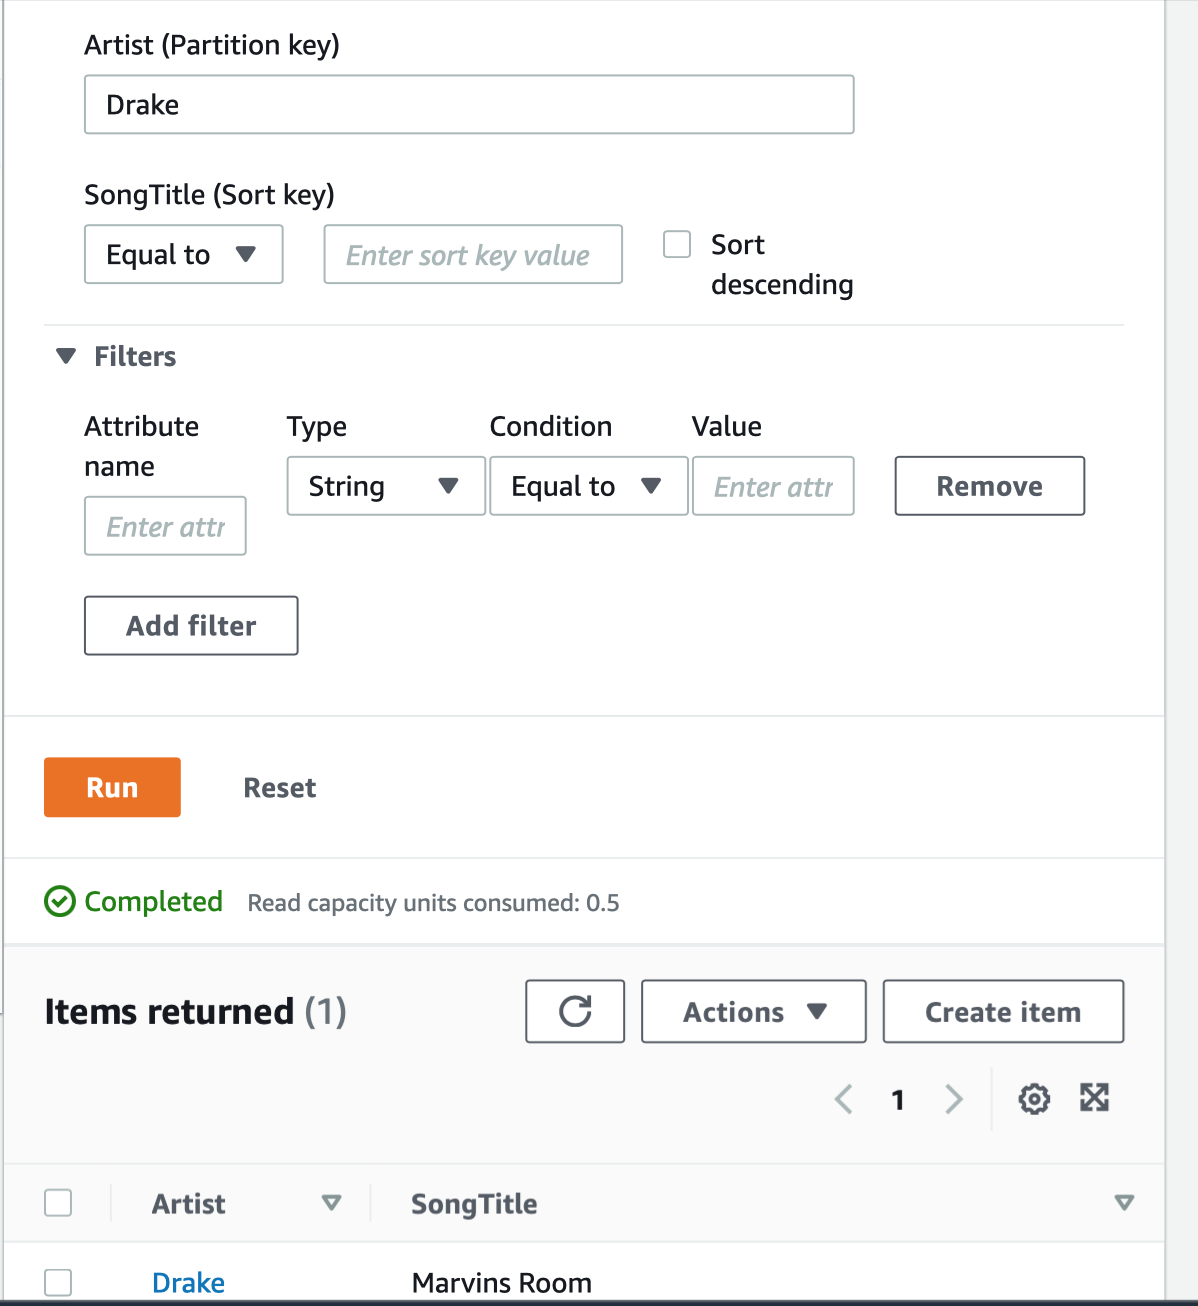 Artist (Partition key)
Drake
SongTitle (Sort key)
Equal to
Enter sort key value
Sort
descending
Filters
Attribute
name
Type
Condition
Value
Enter attr
String
Equal to
Enter attr
Remove
Add filter
Run
Reset
Completed
Read capacity units consumed: 0.5
Items returned (1)
Actions
Create item
1
Artist
SongTitle
Drake
Marvins Room